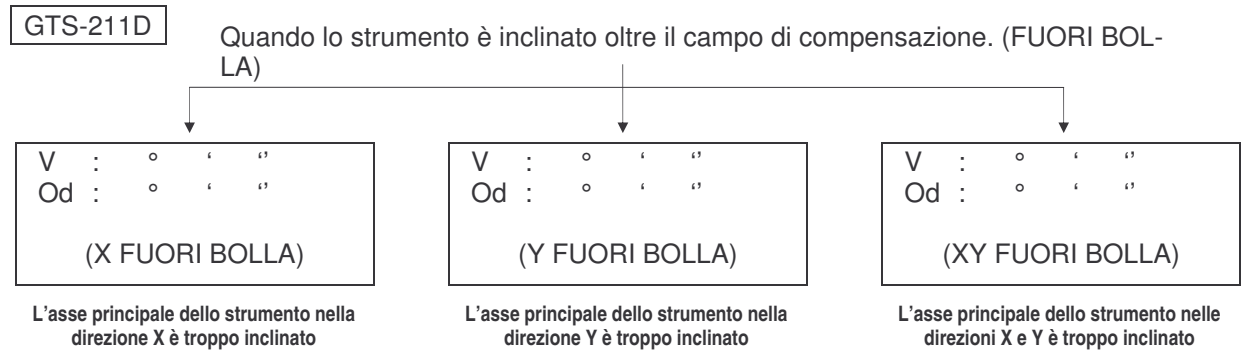 GTS-211D
Quando lo strumento è inclinato oltre il campo di compensazione. (FUORI BOL-
LA)
V : ° ‘ ‘’
Od : ° ‘ ‘’
(X FUORI BOLLA)
L’asse principale dello strumento nella
direzione X è troppo inclinato
V : ° ‘ ‘’
Od : ° ‘ ‘’
(Y FUORI BOLLA)
L’asse principale dello strumento nella
direzione Y è troppo inclinato
V : ° ‘ ‘’
Od : ° ‘ ‘’
(XY FUORI BOLLA)
L’asse principale dello strumento nelle
direzioni X e Y è troppo inclinato